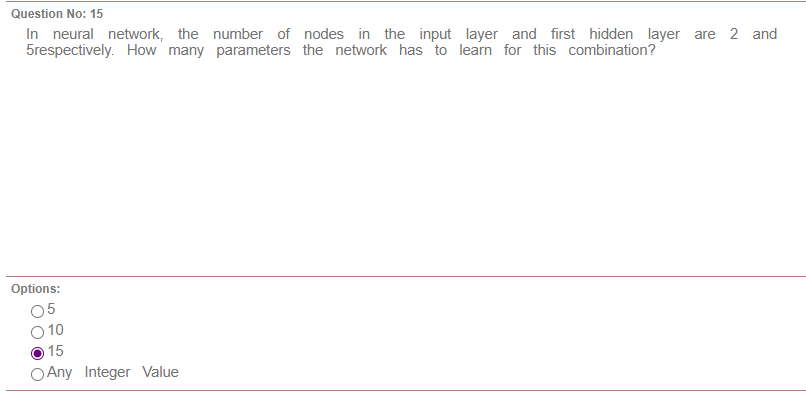 Question No: 15
In neural network, the number of nodes in the input layer and first hidden layer are 2 and
5respectively. How many parameters the network has to learn for this combination?
Options:
5
10
15
Any Integer Value